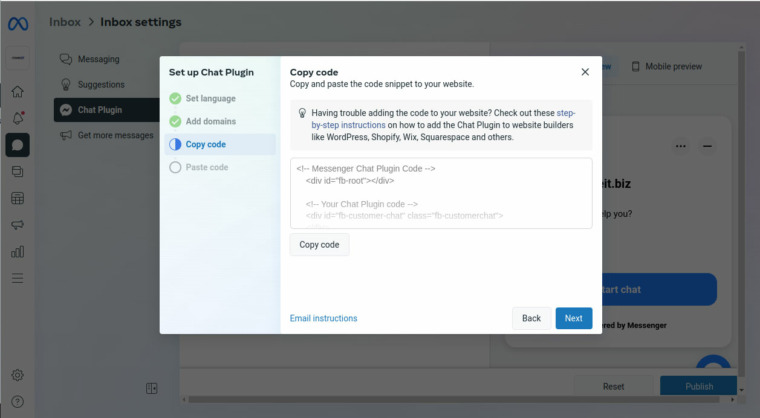 Inbox > Inbox settings
Messaging
Suggestions
Chat Plugin
Get more messages
Set up Chat Plugin
Set language
Add domains
Copy code
Paste code
Copy code
Copy and paste the code snippet to your website.
Having trouble adding the code to your website? Check out these step-
by-step instructions on how to add the Chat Plugin to website builders
like WordPress, Shopify, Wix, Squarespace and others.
<!-- Messenger Chat Plugin Code -->
<div id="fb-root"></div>
<!-- Your Chat Plugin code -->
<div id="fb-customer-chat" class="fb-customerchat">
Copy code
Email instructions
Back
Next
ew
Mobile preview
eit.biz
elp you?
tart chat
red by Messenger
Reset
Publish